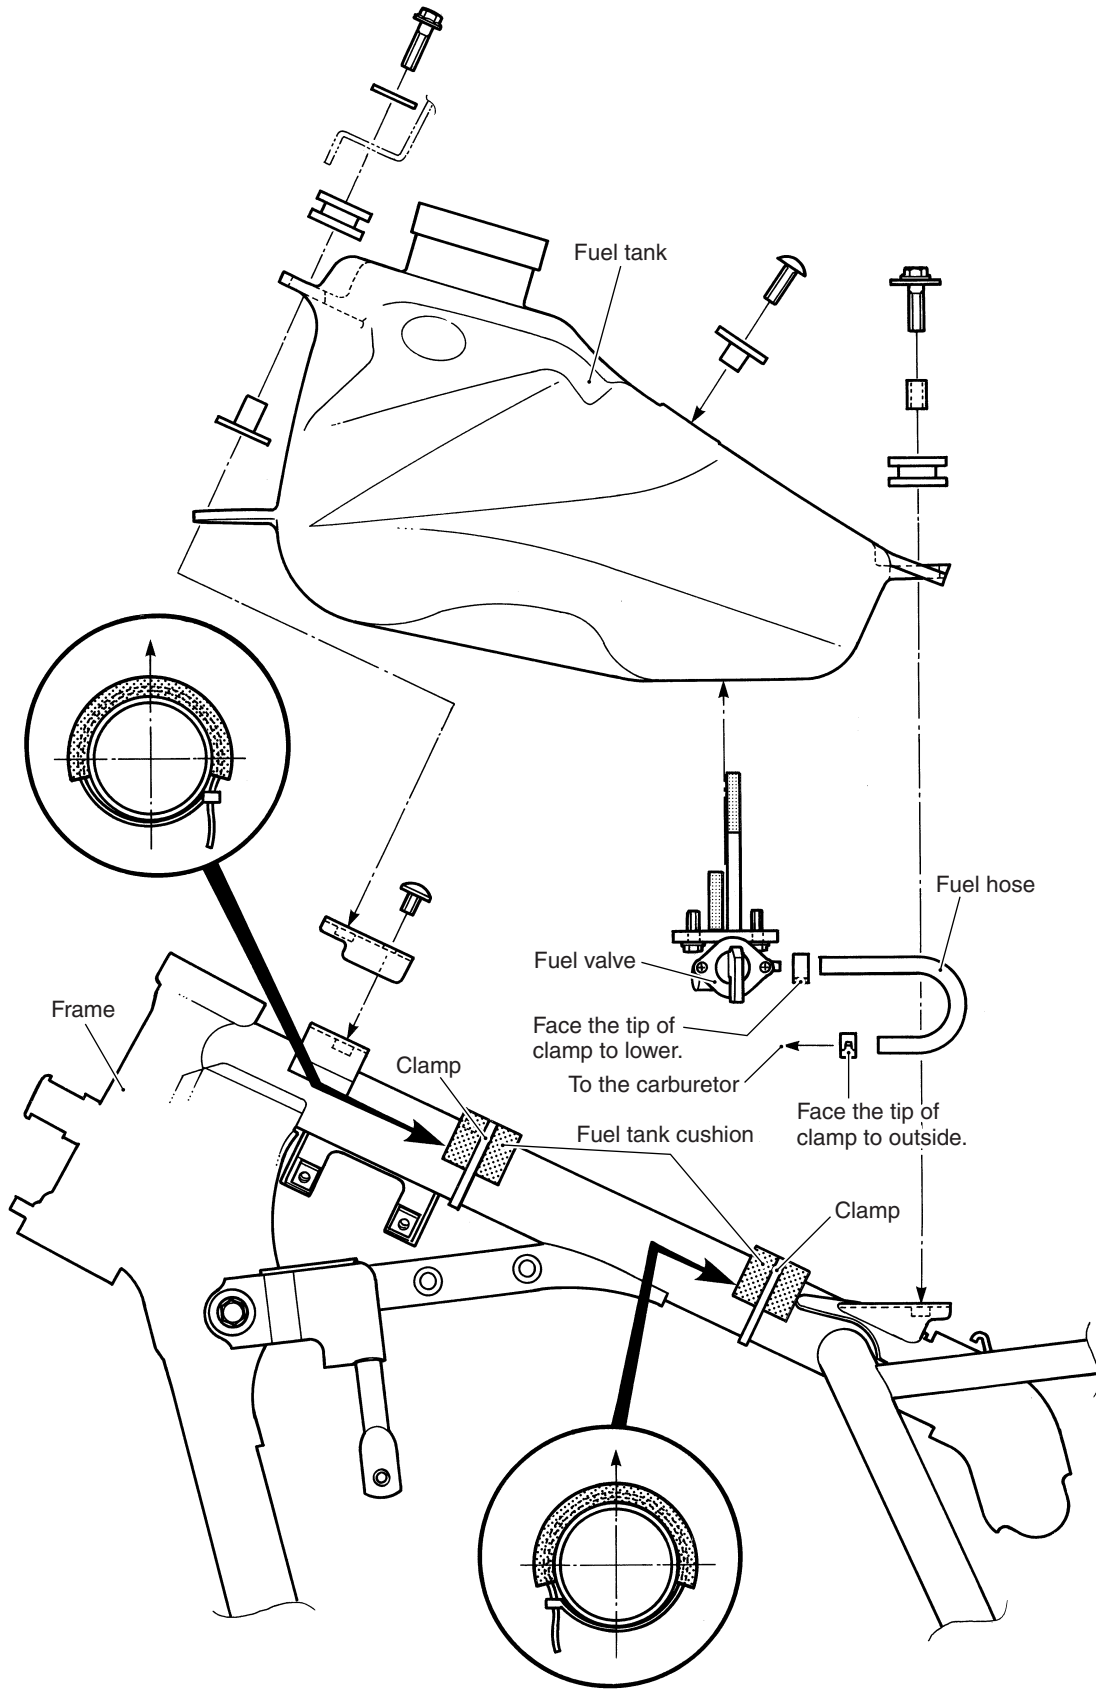 Fuel tank
Fuel hose
Fuel valve
Frame
Face the tip of
clamp to lower.
Clamp
To the carburetor
Face the tip of
clamp to outside.
Fuel tank cushion
Clamp